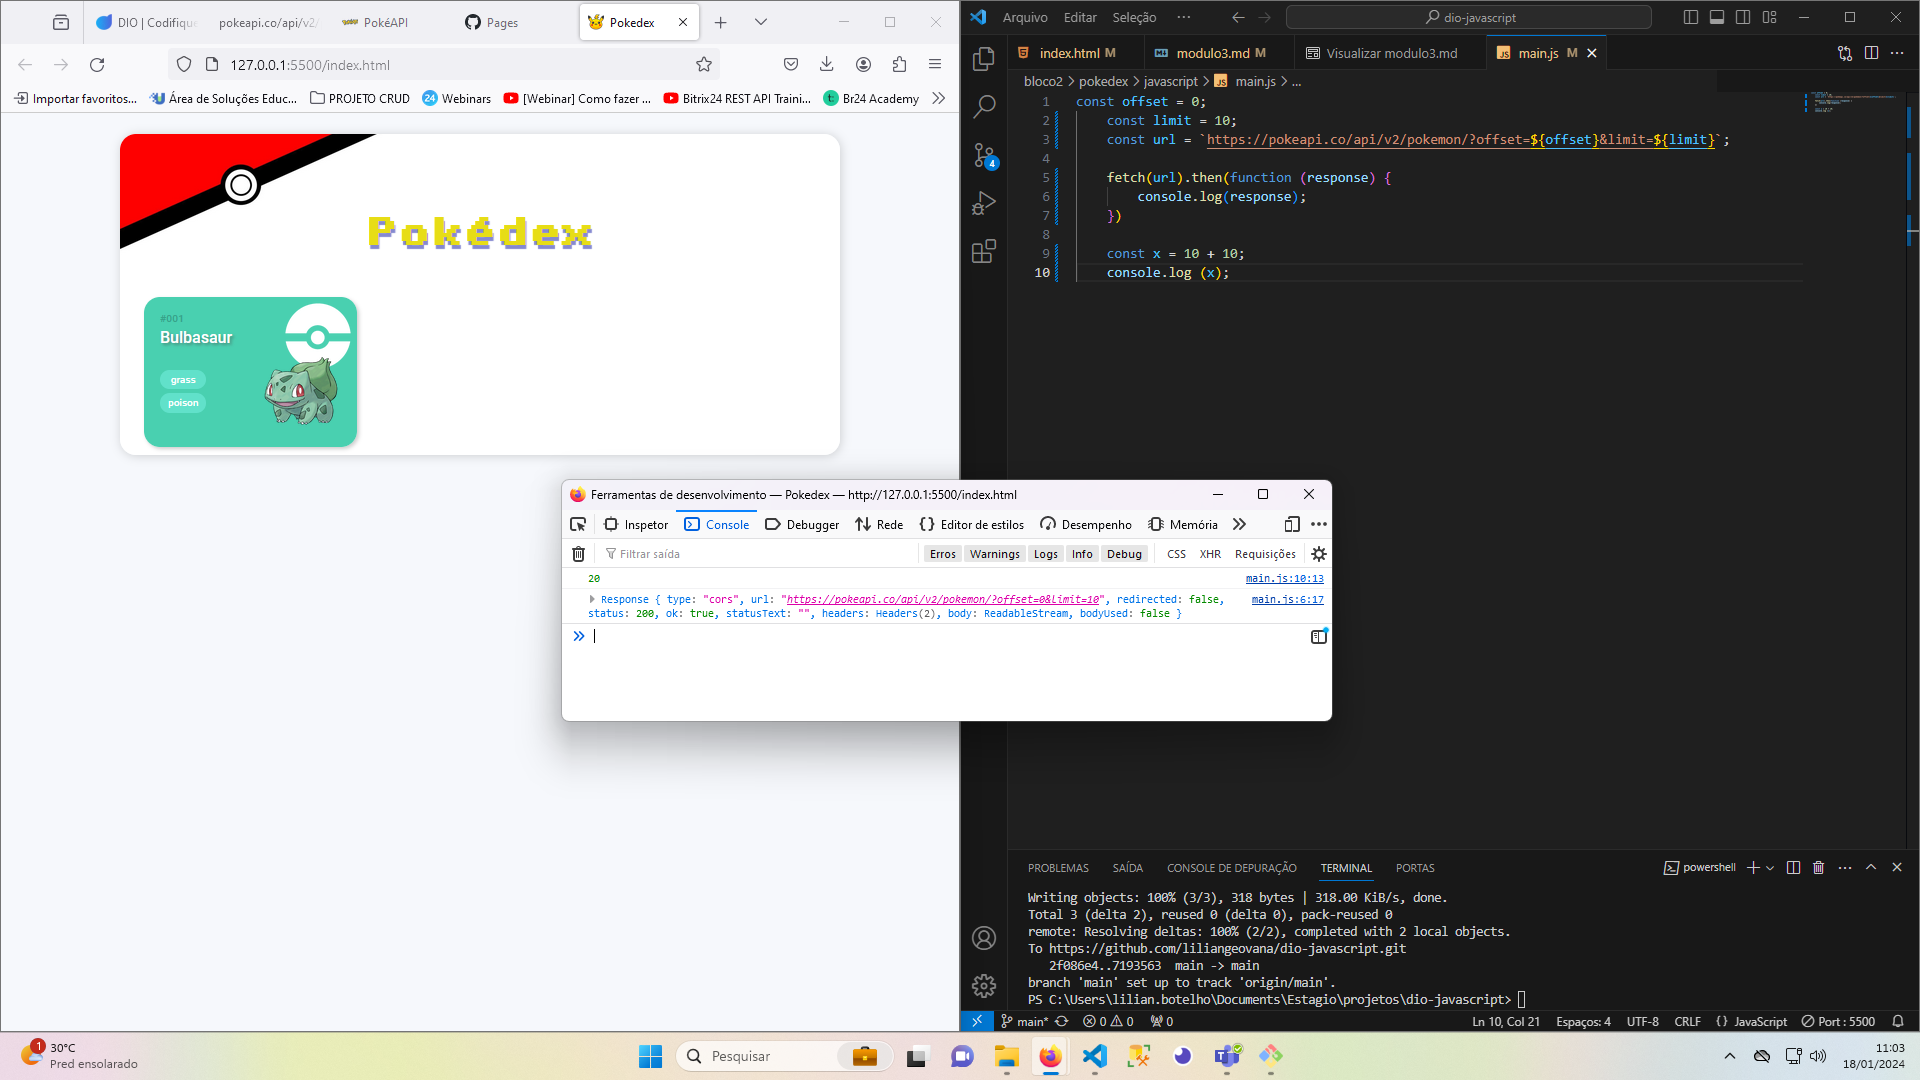 DIO | Codifique
pokeapi.co/api/v2/
PokéAPI
Pages
Pokedex
127.0.0.1:5500/index.html
Importar favoritos...
Área de Soluções Educ...
PROJETO CRUD
24 Webinars
[Webinar] Como fazer ...
Bitrix24 REST API Traini...
Br24 Academy
Pokédex
#001
Bulbasaur
grass
poison
Arquivo
Editar
Seleção
dio-javascript
index.html M
modulo3.md M
Visualizar modulo3.md
JS main.js M
bloco2 > pokedex > javascript > JS main.js > ...
4
1 const offset = 0;
2 const limit = 10;
3 const url = `https://pokeapi.co/api/v2/pokemon/?offset=${offset}&limit=${limit}`;
4
5 fetch(url).then(function (response) {
6 console.log(response);
7 })
8
9 const x = 10 + 10;
10 console.log (x);
Ferramentas de desenvolvimento — Pokedex — http://127.0.0.1:5500/index.html
Inspetor
Console
Debugger
Rede
Editor de estilos
Desempenho
Memória
Filtrar saída
Erros
Warnings
Logs
Info
Debug
CSS
XHR
Requisições
20 main.js:10:13
Response { type: "cors", url: "https://pokeapi.co/api/v2/pokemon/?offset=0&limit=10", redirected: false, main.js:6:17
status: 200, ok: true, statusText: "", headers: Headers(2), body: ReadableStream, bodyUsed: false }
PROBLEMAS
SAÍDA
CONSOLE DE DEPURAÇÃO
TERMINAL
PORTAS
powershell
Writing objects: 100% (3/3), 318 bytes | 318.00 KiB/s, done.
Total 3 (delta 2), reused 0 (delta 0), pack-reused 0
remote: Resolving deltas: 100% (2/2), completed with 2 local objects.
To https://github.com/liliangeovana/dio-javascript.git
2f086e4..7193563 main -> main
branch 'main' set up to track 'origin/main'.
PS C:\Users\lilian.botelho\Documents\Estagio\projetos\dio-javascript>
main*
0 0
0
Ln 10, Col 21
Espaços: 4
UTF-8
CRLF
{ } JavaScript
Port : 5500
1
30°C
Pred ensolarado
Pesquisar
11:03
18/01/2024